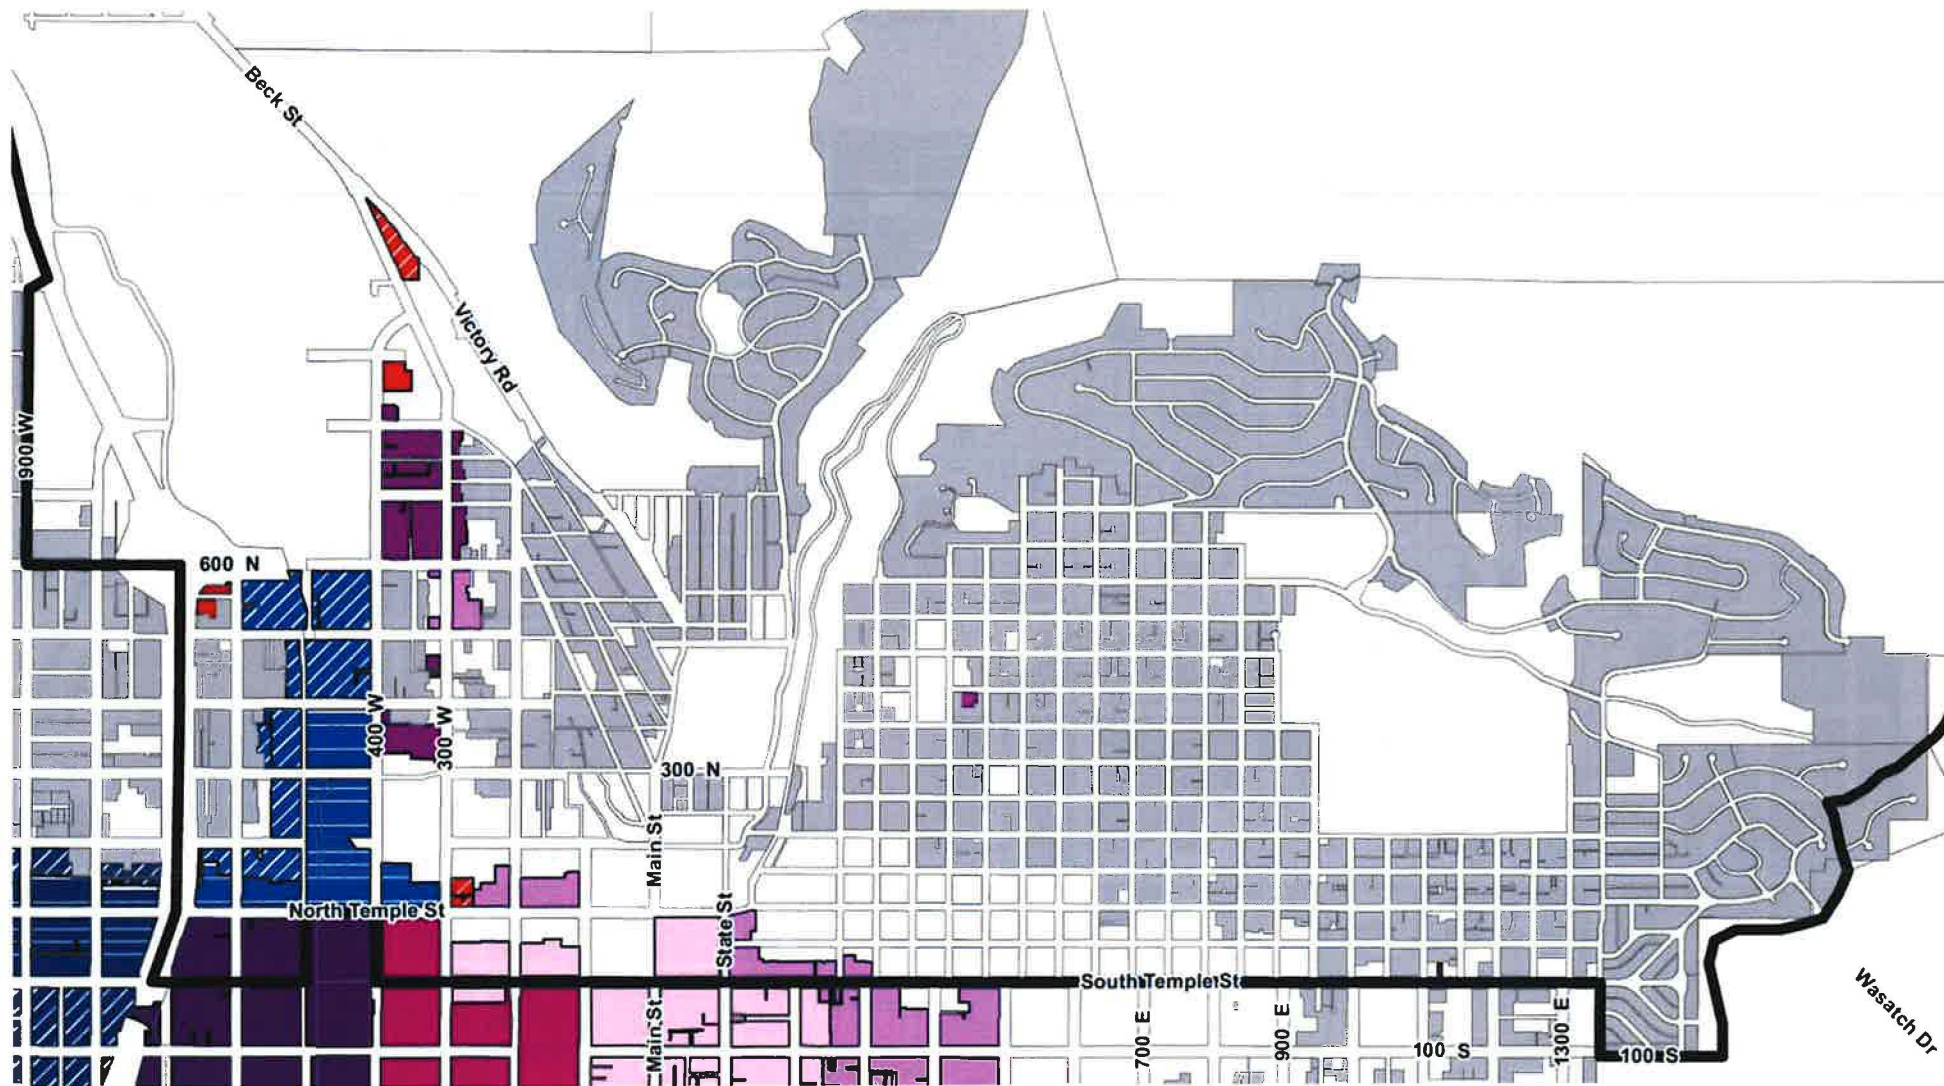 Beck St
Victory Rd
900 W
600 N
400 W
300 W
300 N
Main St
North Temple St
State St
South Temple St
Wasatch Dr
Main St
700 E
900 E
100 S
1300 E
100 S